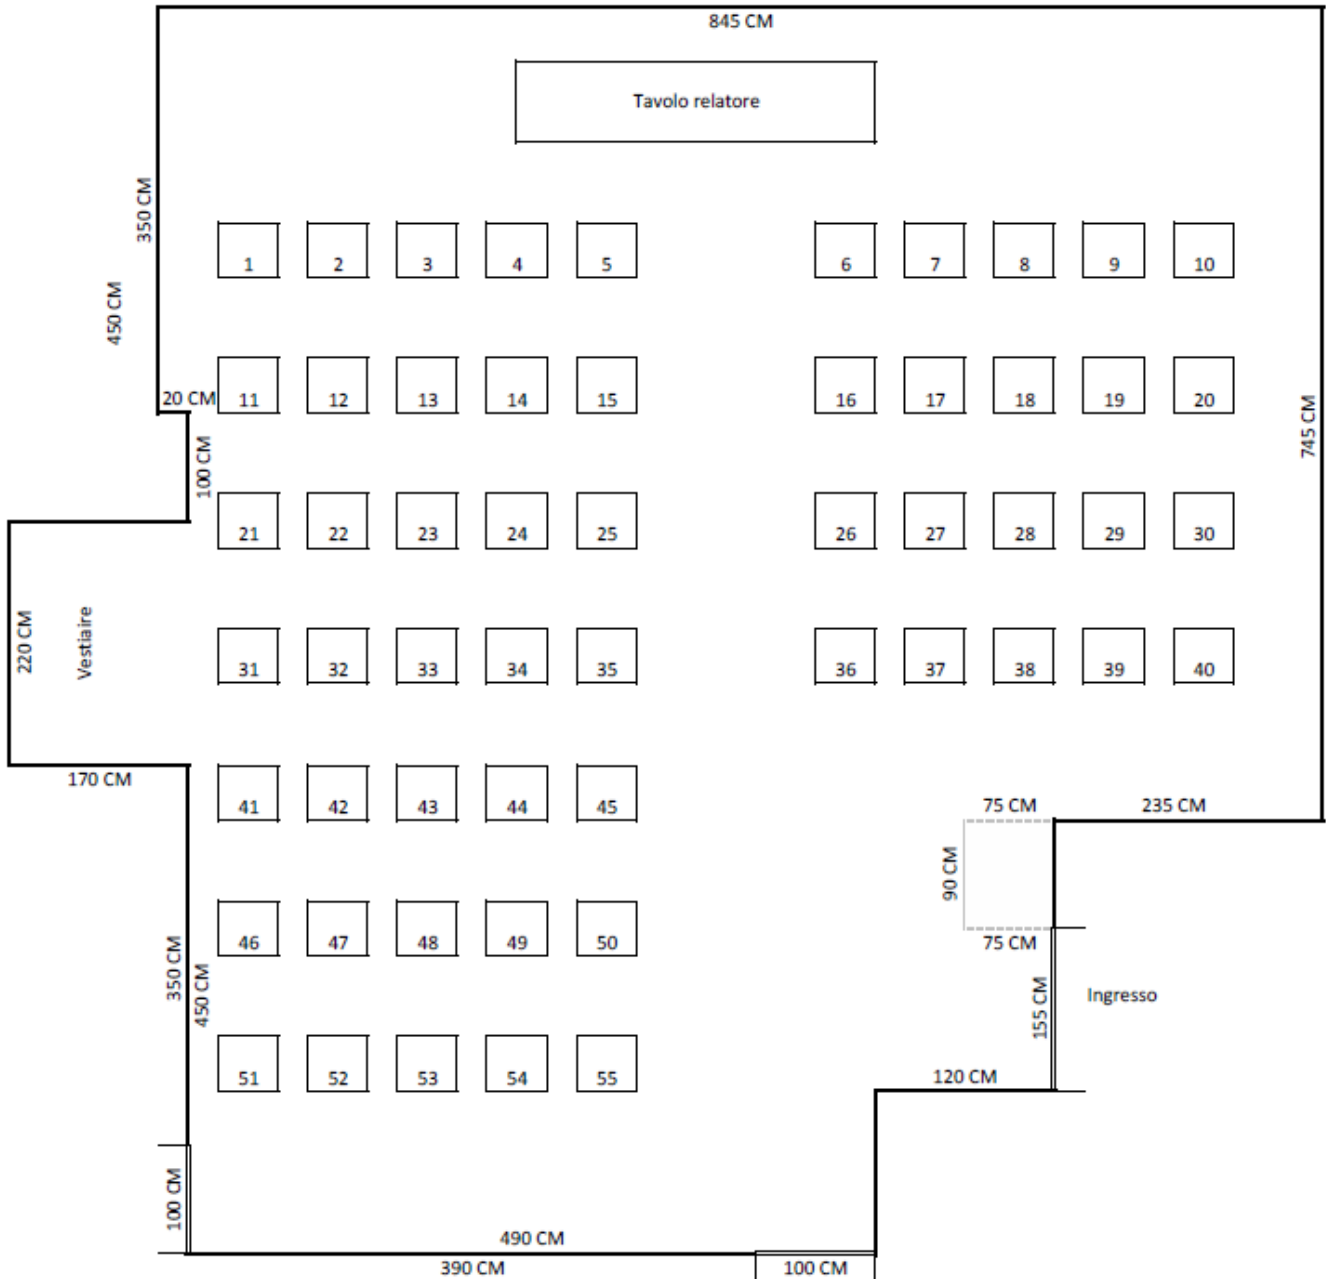 845 CM
Tavolo relatore
350 CM
1 2 3 4 5 6 7 8 9 10
450 CM
20 CM 11 12 13 14 15 16 17 18 19 20
745 CM
100 CM
21 22 23 24 25 26 27 28 29 30
220 CM
Vestiaire
31 32 33 34 35 36 37 38 39 40
170 CM
41 42 43 44 45
75 CM
235 CM
90 CM
46 47 48 49 50
75 CM
350 CM
450 CM
155 CM
Ingresso
51 52 53 54 55
120 CM
100 CM
490 CM
390 CM
100 CM